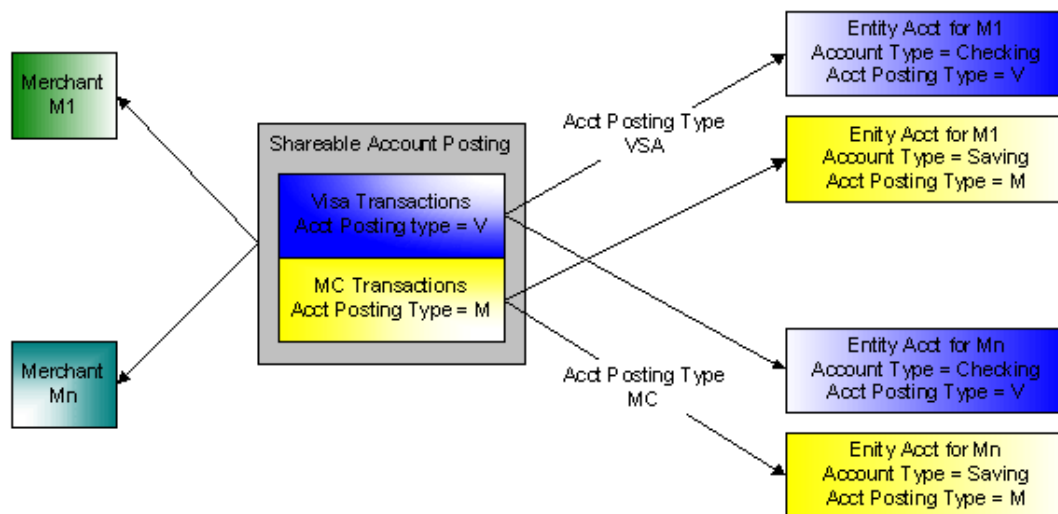 Merchant
M1
Merchant
Mn
Shareable Account Posting
Visa Transactions
Acct Posting type = V
MC Transactions
Acct Posting Type = M
Acct Posting Type
VSA
Acct Posting Type
MC
Entity Acct for M1
Account Type = Checking
Acct Posting Type = V
Enity Acct for M1
Account Type = Saving
Acct Posting Type = M
Entity Acct for Mn
Account Type = Checking
Acct Posting Type = V
Enity Acct for Mn
Account Type = Saving
Acct Posting Type = M